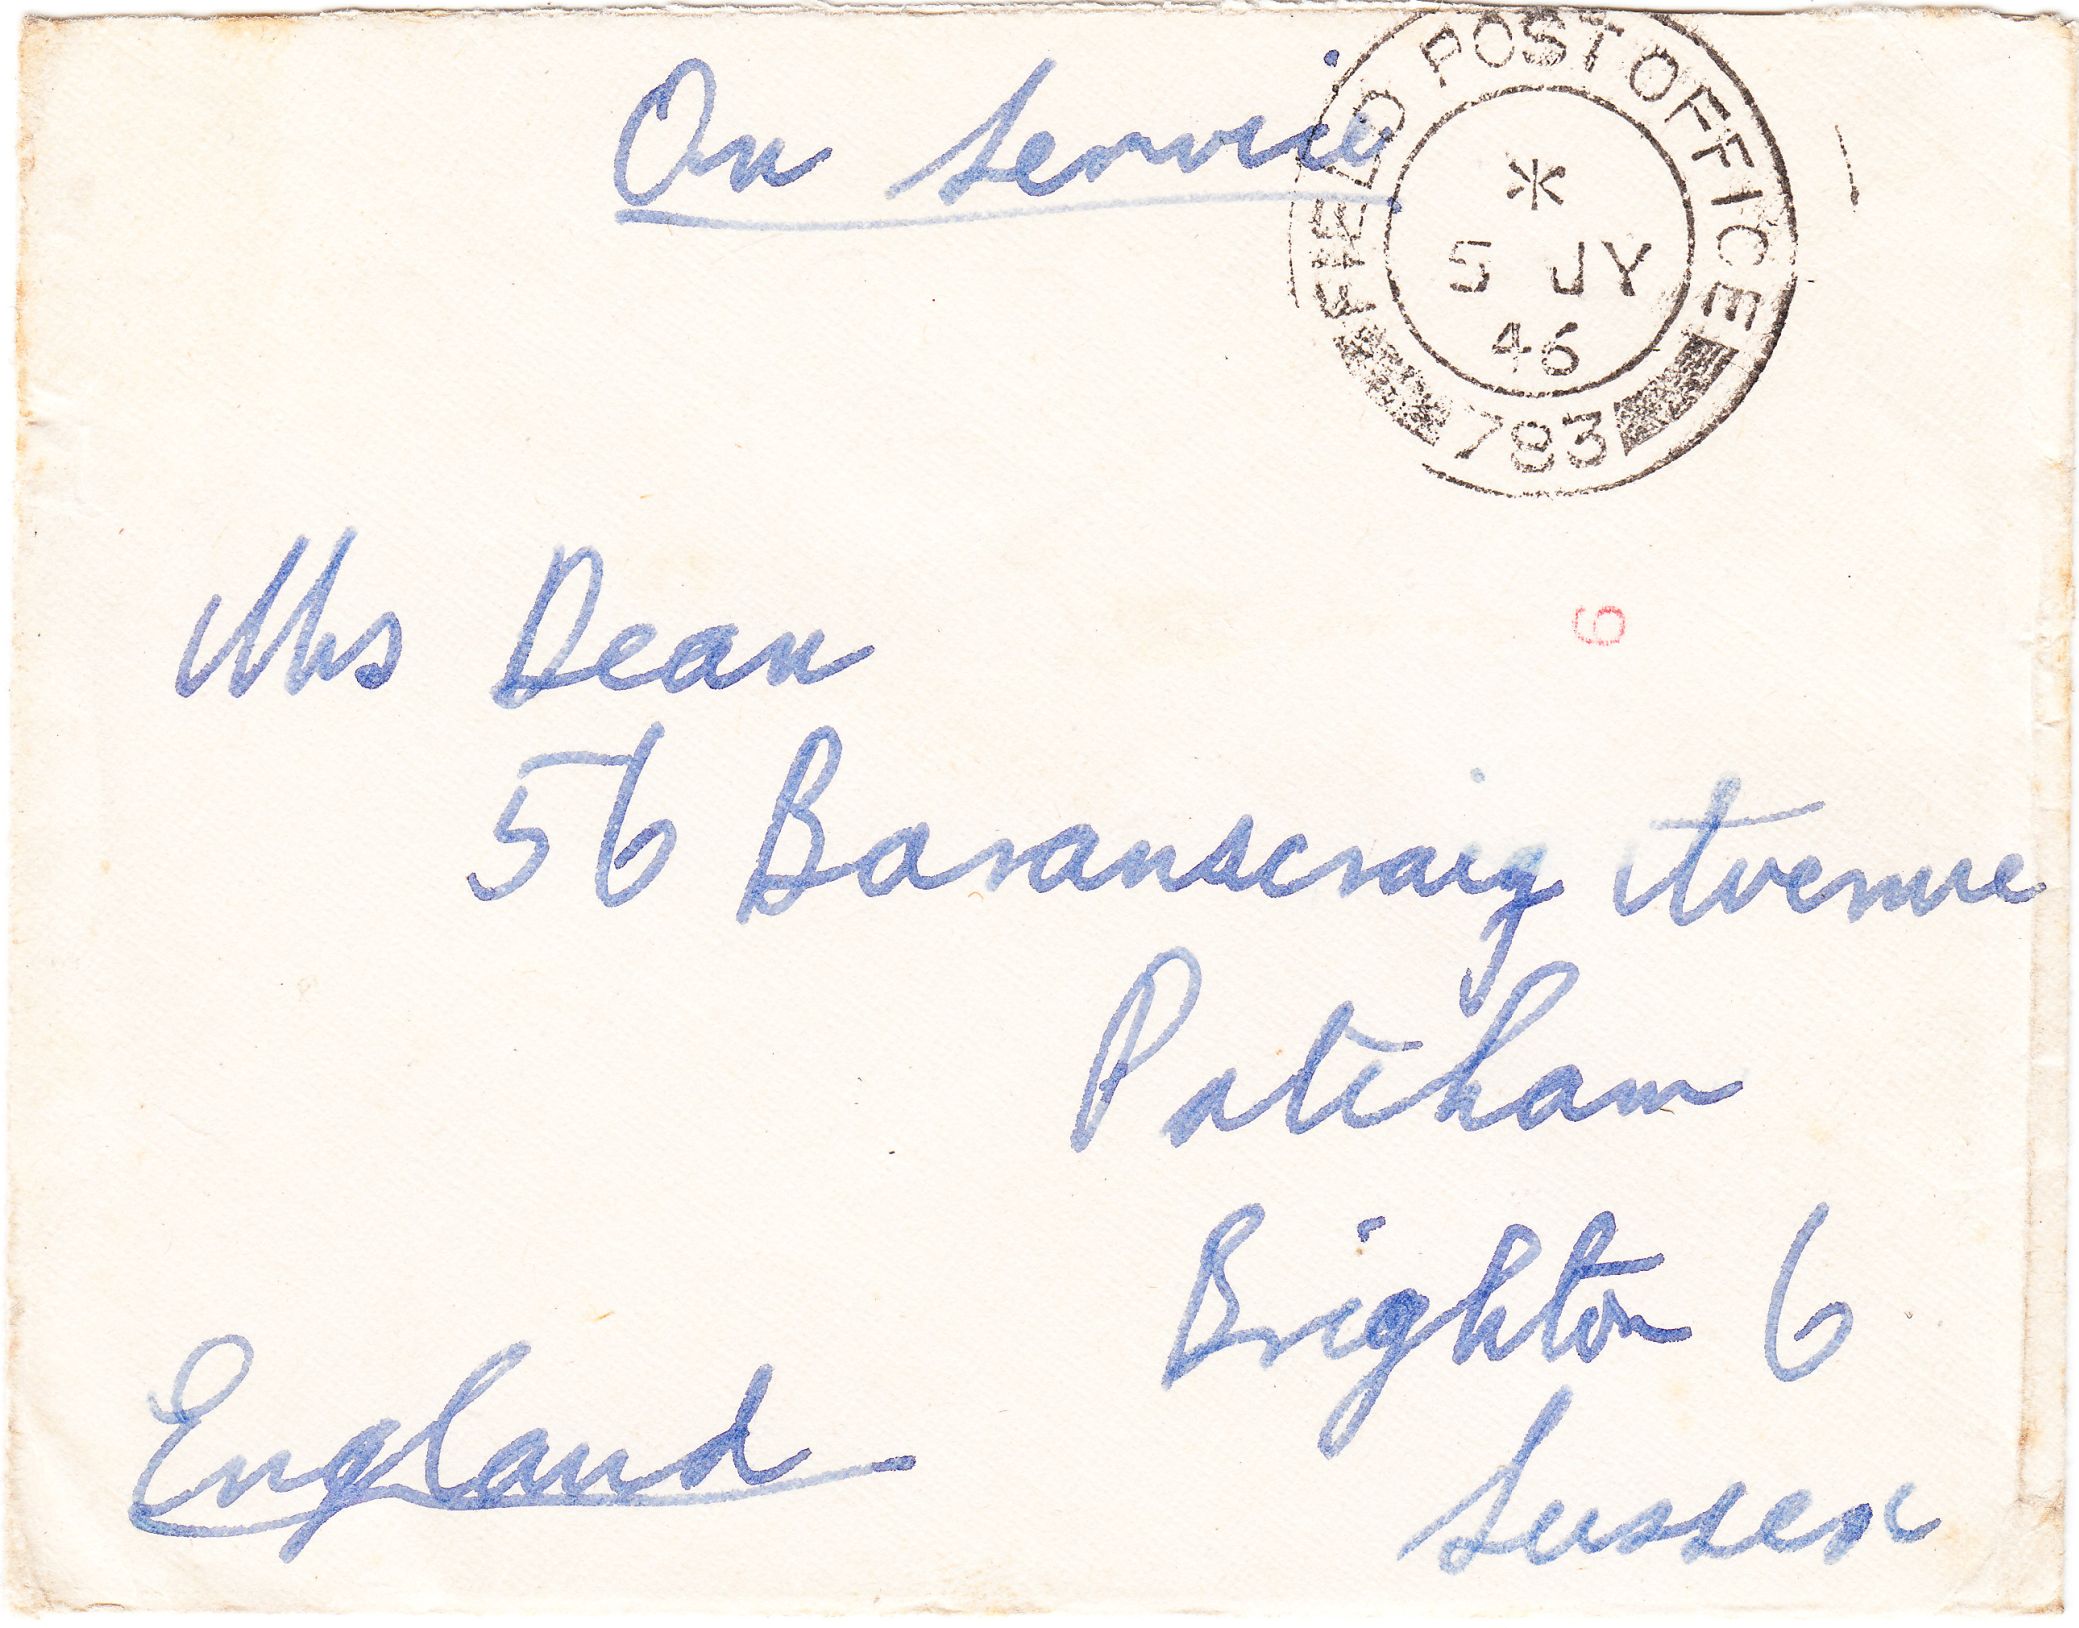 On Service
FIELD POST OFFICE
*
5 JY
46
783
6
Mrs Dean
56 Baranscraig Avenue
Patcham
Brighton 6
Sussex
England